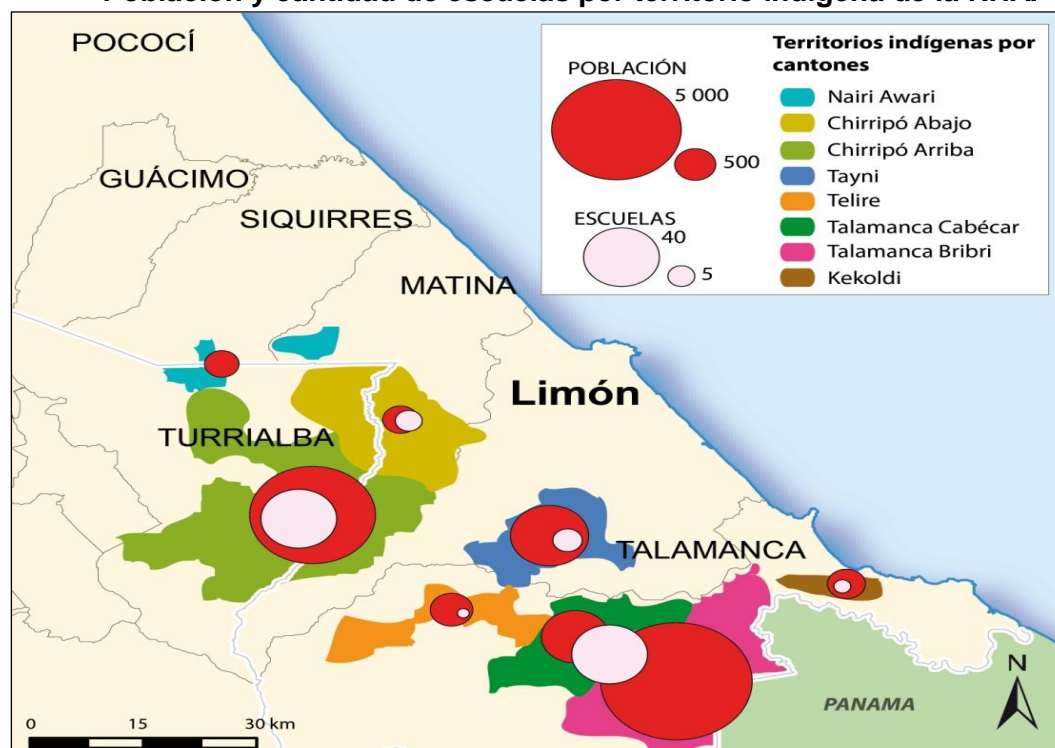 POCOCÍ
GUÁCIMO
SIQUIRRES
MATINA
Limón
TURRIALBA
TALAMANCA
PANAMA
N
0 15 30 km
POBLACIÓN
5 000
500
ESCUELAS
40
5
Territorios indígenas por
cantones
Nairi Awari
Chirripó Abajo
Chirripó Arriba
Tayni
Telire
Talamanca Cabécar
Talamanca Bribri
Kekoldi